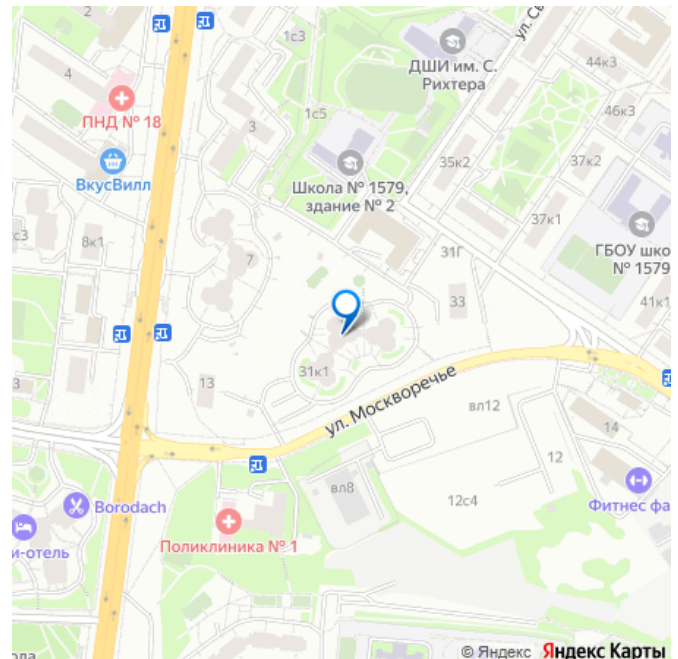 1с3
4
ПНД № 18
3
1с5
ДШИ им. С.
Рихтера
44к3
46к3
ВкусВилл
Школа № 1579,
здание № 2
35к2
37к2
37к1
с3
8к1
7
31Г
ГБОУ шко
№ 1579
33
41к1
31к1
3
13
ул. Москворечье
вл12
14
12
вл8
12с4
Borodach
и-отель
Поликлиника № 1
Фитнес фа
ола
© Яндекс Яндекс Карты